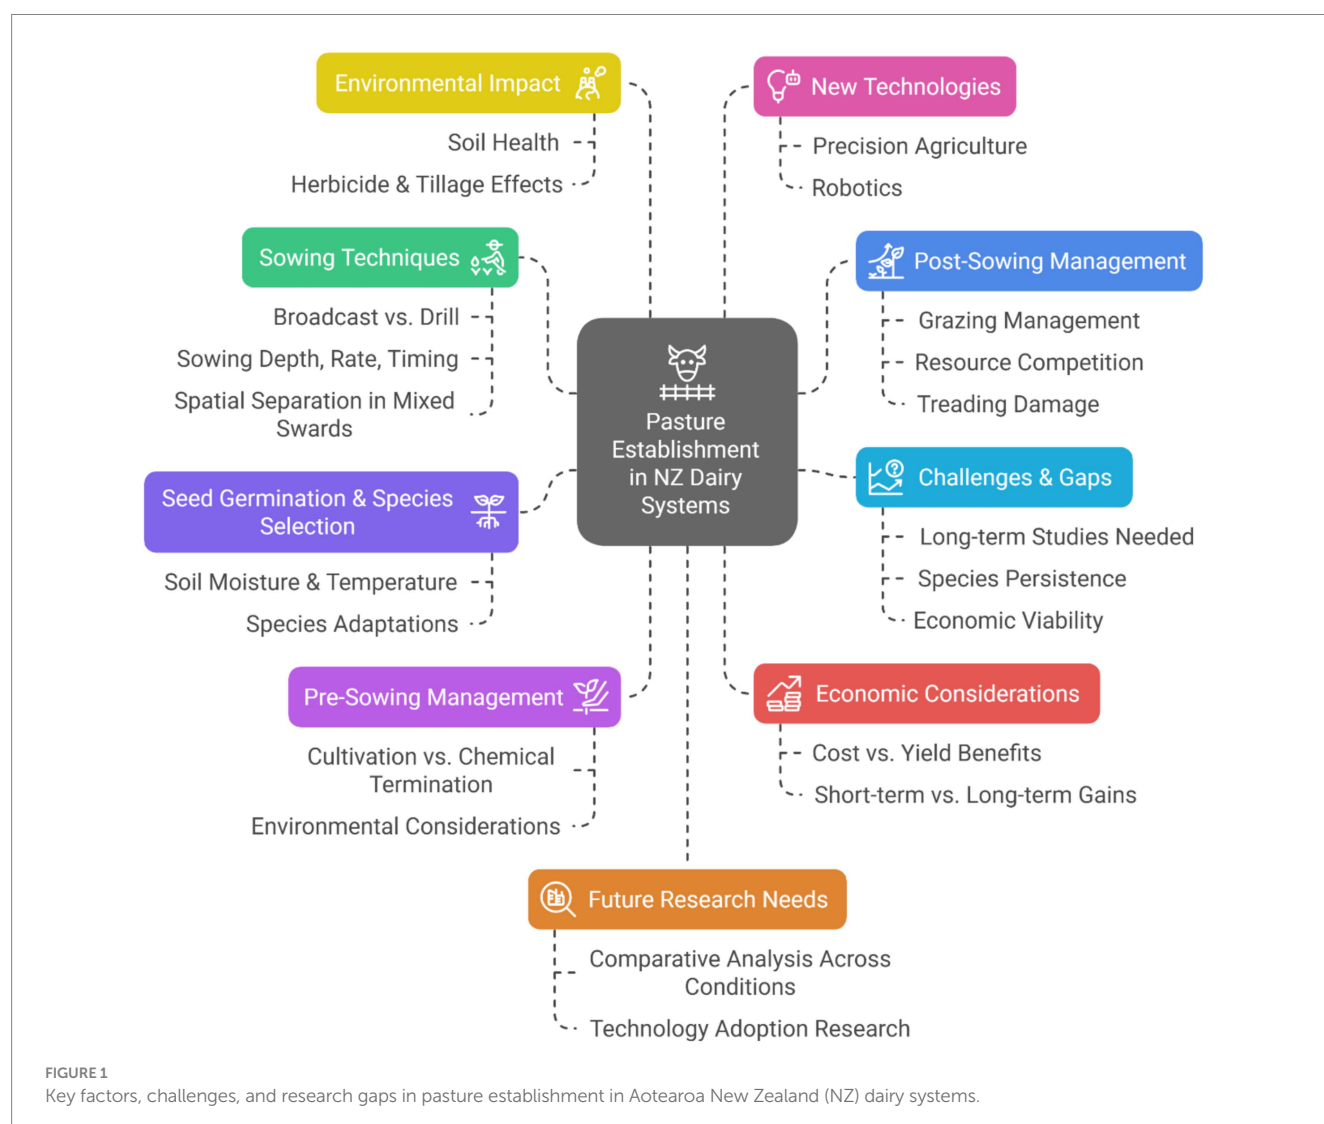 Environmental Impact
Soil Health
Herbicide & Tillage Effects
Sowing Techniques
Broadcast vs. Drill
Sowing Depth, Rate, Timing
Spatial Separation in Mixed
Swards
Seed Germination & Species
Selection
Soil Moisture & Temperature
Species Adaptations
Pre-Sowing Management
Cultivation vs. Chemical
Termination
Environmental Considerations
Pasture
Establishment
in NZ Dairy
Systems
New Technologies
Precision Agriculture
Robotics
Post-Sowing Management
Grazing Management
Resource Competition
Treading Damage
Challenges & Gaps
Long-term Studies Needed
Species Persistence
Economic Viability
Economic Considerations
Cost vs. Yield Benefits
Short-term vs. Long-term Gains
Future Research Needs
Comparative Analysis Across
Conditions
Technology Adoption Research
FIGURE 1
Key factors, challenges, and research gaps in pasture establishment in Aotearoa New Zealand (NZ) dairy systems.